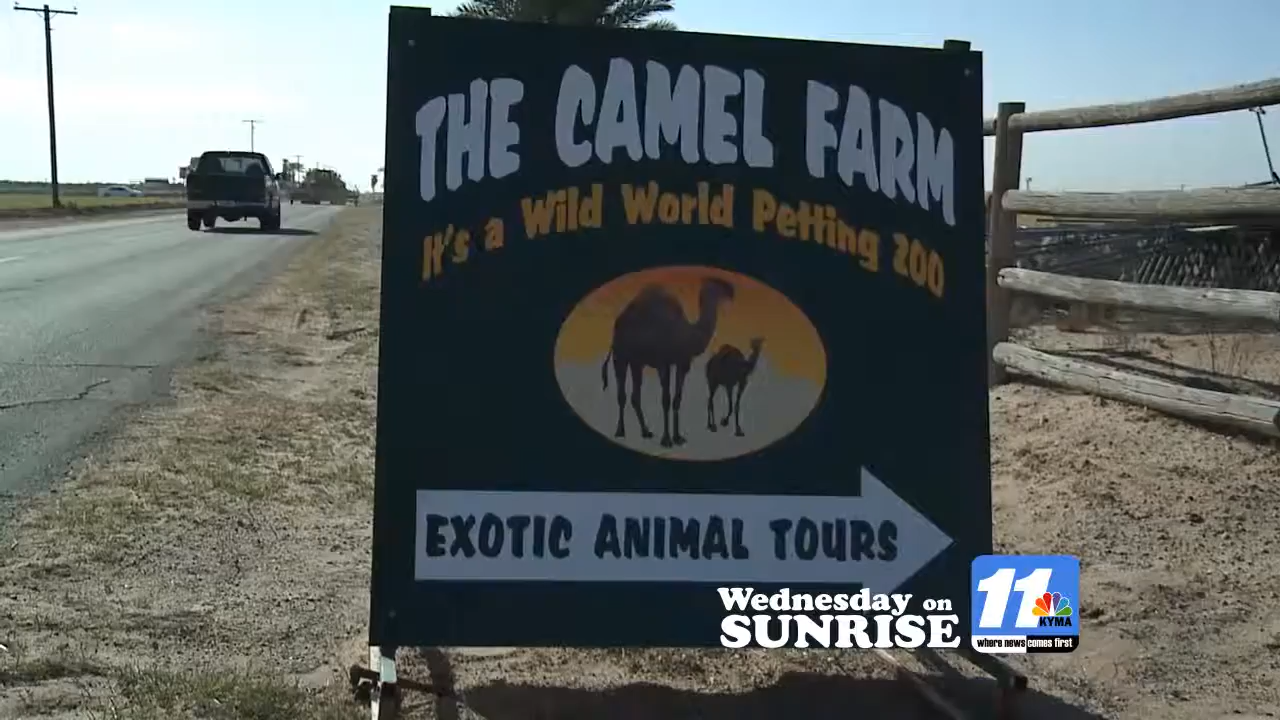 THE CAMEL FARM
It's a Wild World Petting ZOO
EXOTIC ANIMAL TOURS
Wednesday on
SUNRISE
11
KYMA
where news comes first